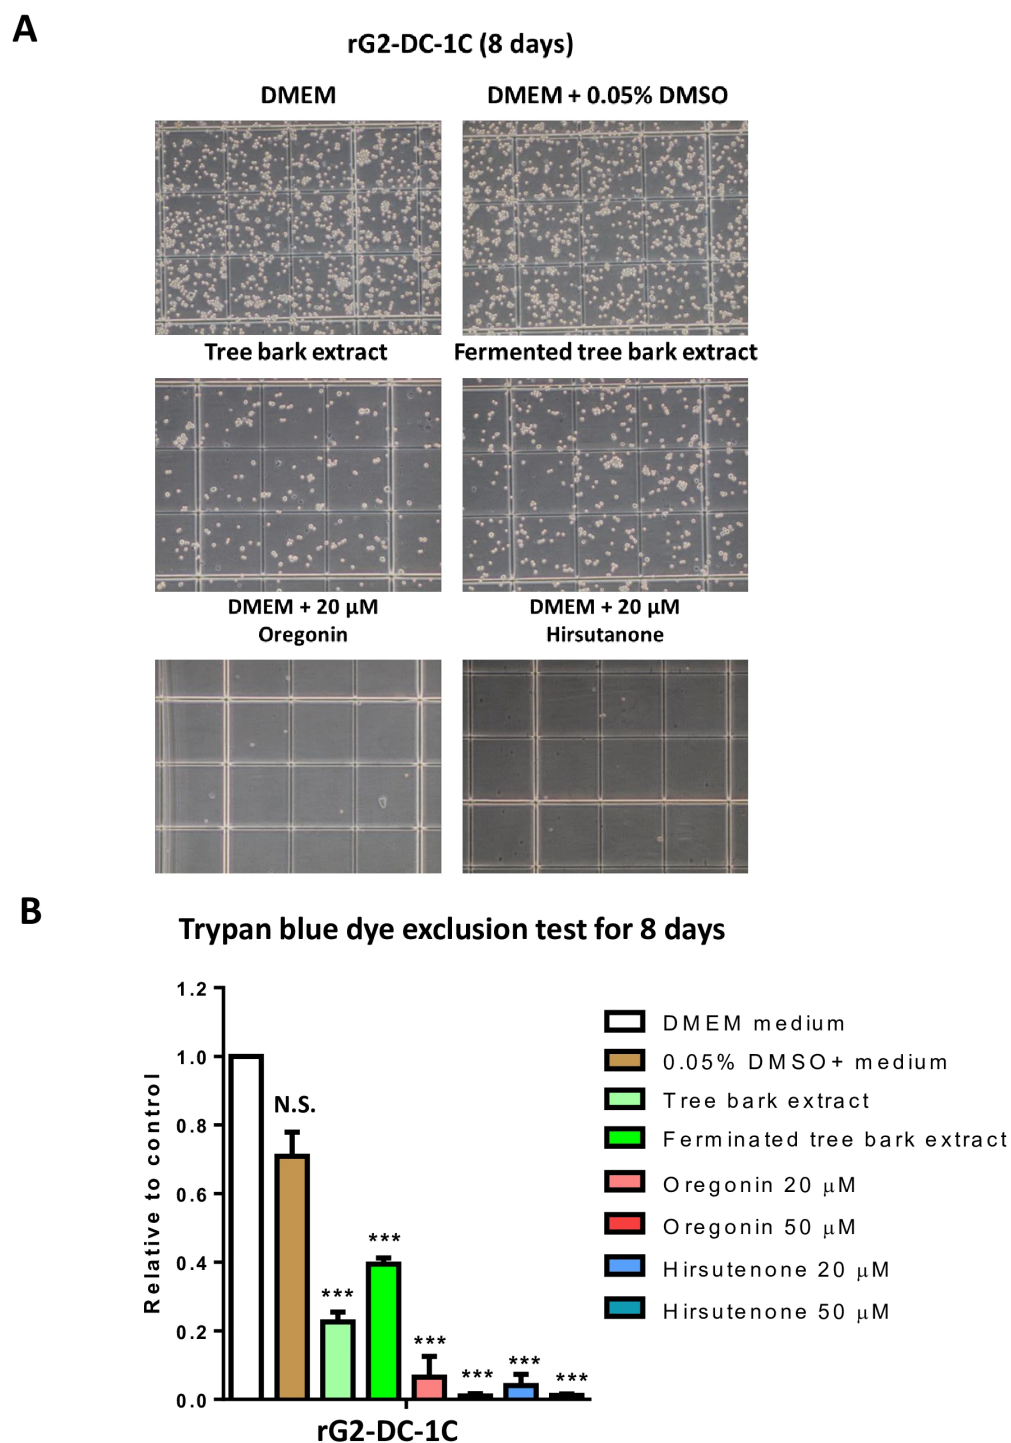 A
rG2-DC-1C (8 days)
DMEM
DMEM + 0.05% DMSO
Tree bark extract
Fermented tree bark extract
DMEM + 20 μM
Oregonin
DMEM + 20 μM
Hirsutanone
B
Trypan blue dye exclusion test for 8 days
Relative to control
1.2
1.0
0.8
0.6
0.4
0.2
0.0
N.S.
***
***
***
***
***
***
rG2-DC-1C
DMEM medium
0.05% DMSO+ medium
Tree bark extract
Ferminated tree bark extract
Oregonin 20 μM
Oregonin 50 μM
Hirsutenone 20 μM
Hirsutenone 50 μM